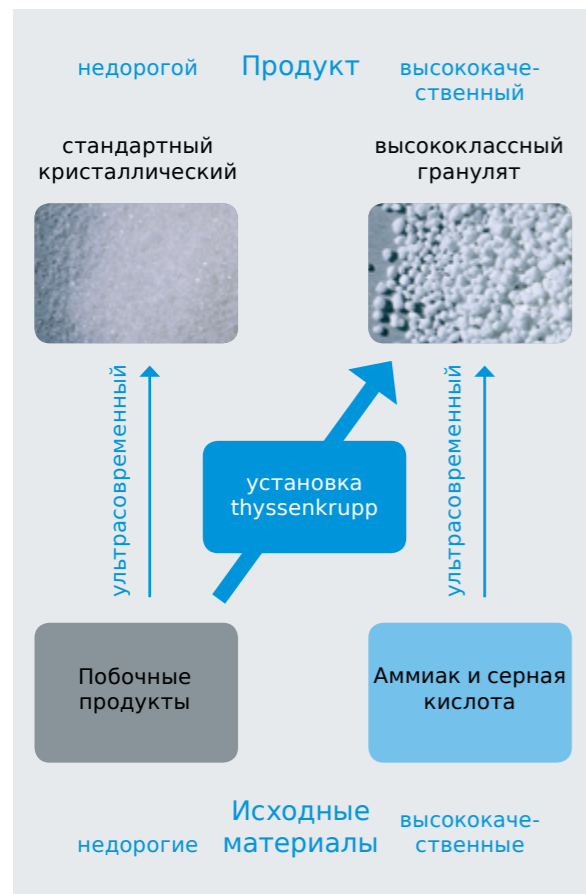 недорогой
Продукт
высококаче-
ственный
стандартный
кристаллический
высококлассный
гранулят
ультрасовременный
установка
thyssenkrupp
ультрасовременный
Побочные
продукты
Аммиак и серная
кислота
недорогие
Исходные
материалы
высококаче-
ственные